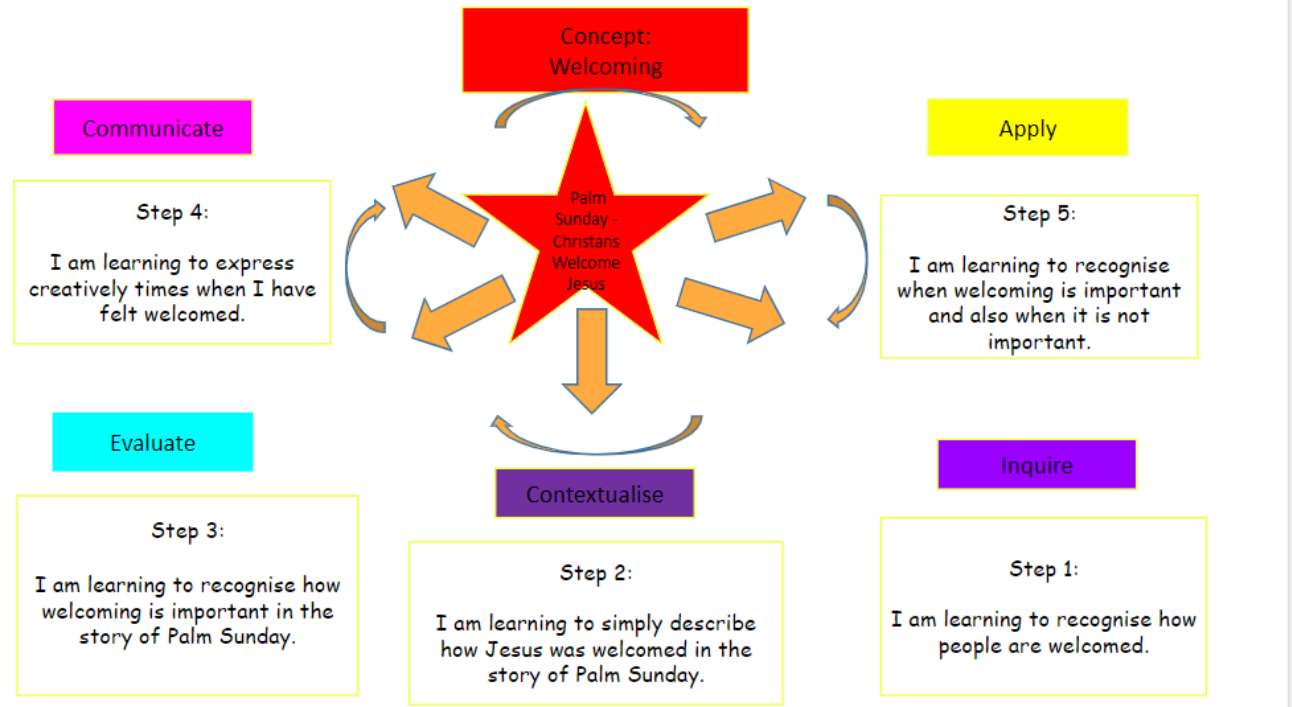 Concept:
Welcoming
Communicate
Apply
Palm
Sunday -
Christans
Welcome
Jesus
Step 4:
I am learning to express
creatively times when I have
felt welcomed.
Step 5:
I am learning to recognise
when welcoming is important
and also when it is not
important.
Evaluate
Inquire
Contextualise
Step 3:
I am learning to recognise how
welcoming is important in the
story of Palm Sunday.
Step 2:
I am learning to simply describe
how Jesus was welcomed in the
story of Palm Sunday.
Step 1:
I am learning to recognise how
people are welcomed.